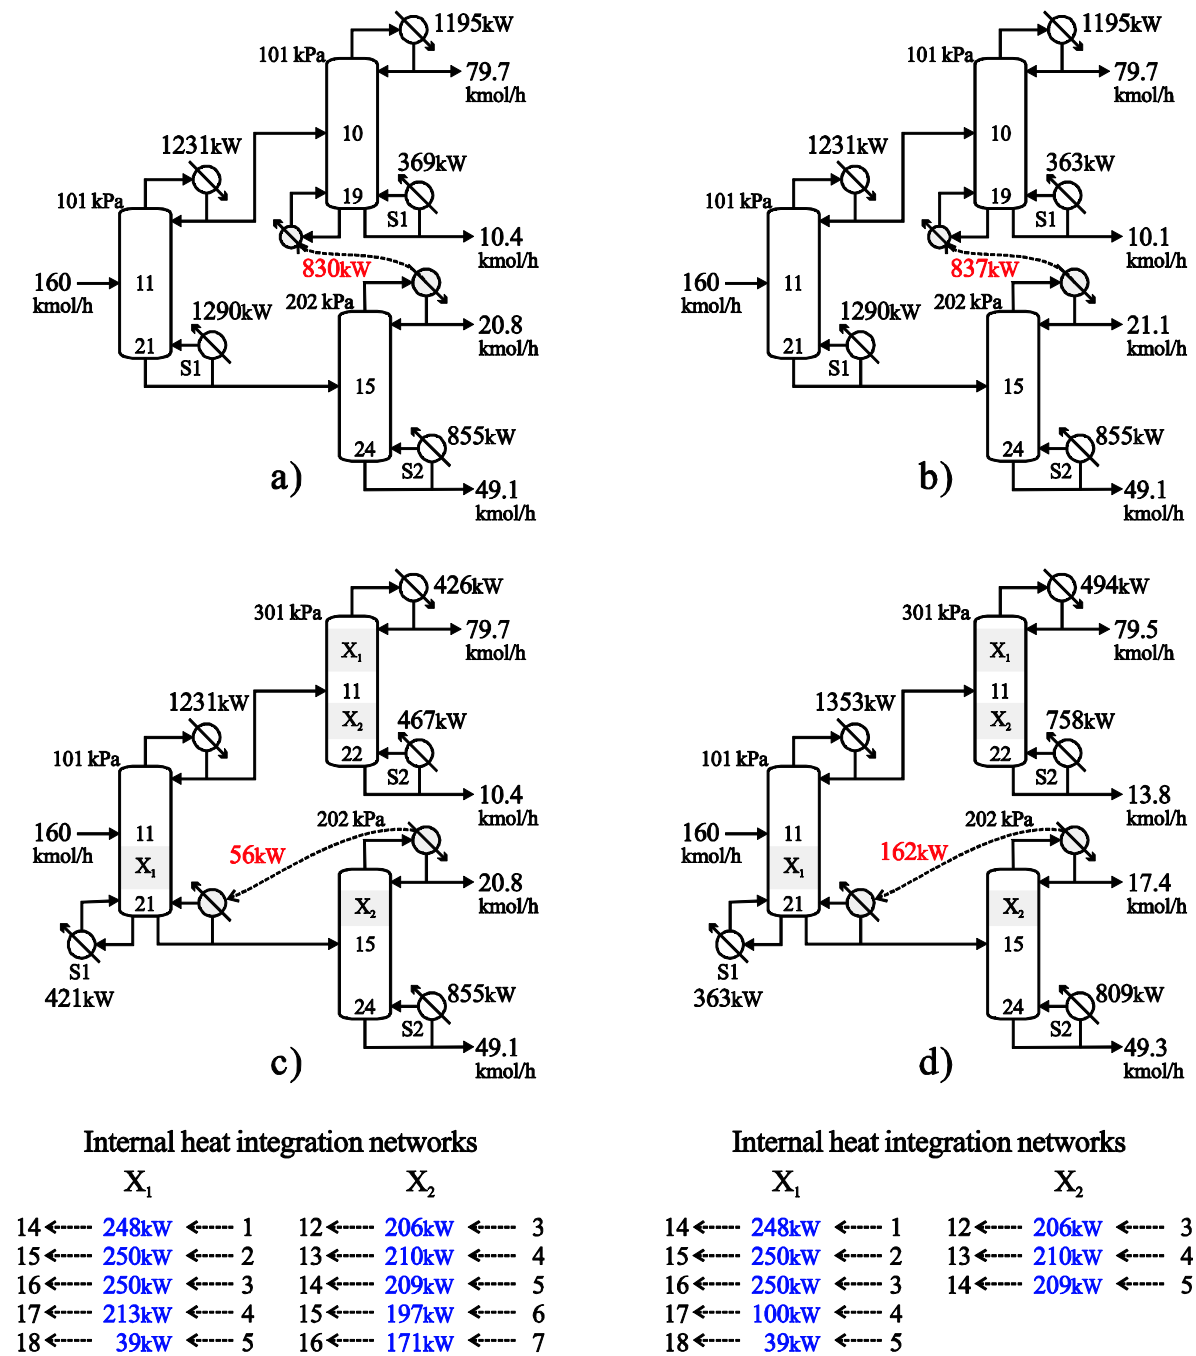 1195kW
101 kPa
79.7
kmol/h
10
1231kW
369kW
19
S1
101 kPa
10.4
kmol/h
830kW
160
kmol/h
11
202 kPa
1290kW
20.8
kmol/h
21
S1
15
855kW
24
S2
a)
49.1
kmol/h
1195kW
101 kPa
79.7
kmol/h
10
1231kW
363kW
19
S1
101 kPa
10.1
kmol/h
837kW
160
kmol/h
11
202 kPa
1290kW
21.1
kmol/h
21
S1
15
855kW
24
S2
b)
49.1
kmol/h
426kW
301 kPa
79.7
kmol/h
X1
11
1231kW
X2
467kW
22
S2
101 kPa
10.4
kmol/h
202 kPa
160
kmol/h
11
56kW
X1
20.8
kmol/h
21
X2
15
S1
421kW
855kW
24
S2
c)
49.1
kmol/h
494kW
301 kPa
79.5
kmol/h
X1
11
1353kW
X2
758kW
22
S2
101 kPa
13.8
kmol/h
202 kPa
160
kmol/h
11
162kW
X1
17.4
kmol/h
21
X2
15
S1
363kW
809kW
24
S2
d)
49.3
kmol/h
Internal heat integration networks
X1 X2
14 248kW 1 12 206kW 3
15 250kW 2 13 210kW 4
16 250kW 3 14 209kW 5
17 213kW 4 15 197kW 6
18 39kW 5 16 171kW 7
Internal heat integration networks
X1 X2
14 248kW 1 12 206kW 3
15 250kW 2 13 210kW 4
16 250kW 3 14 209kW 5
17 100kW 4
18 39kW 5